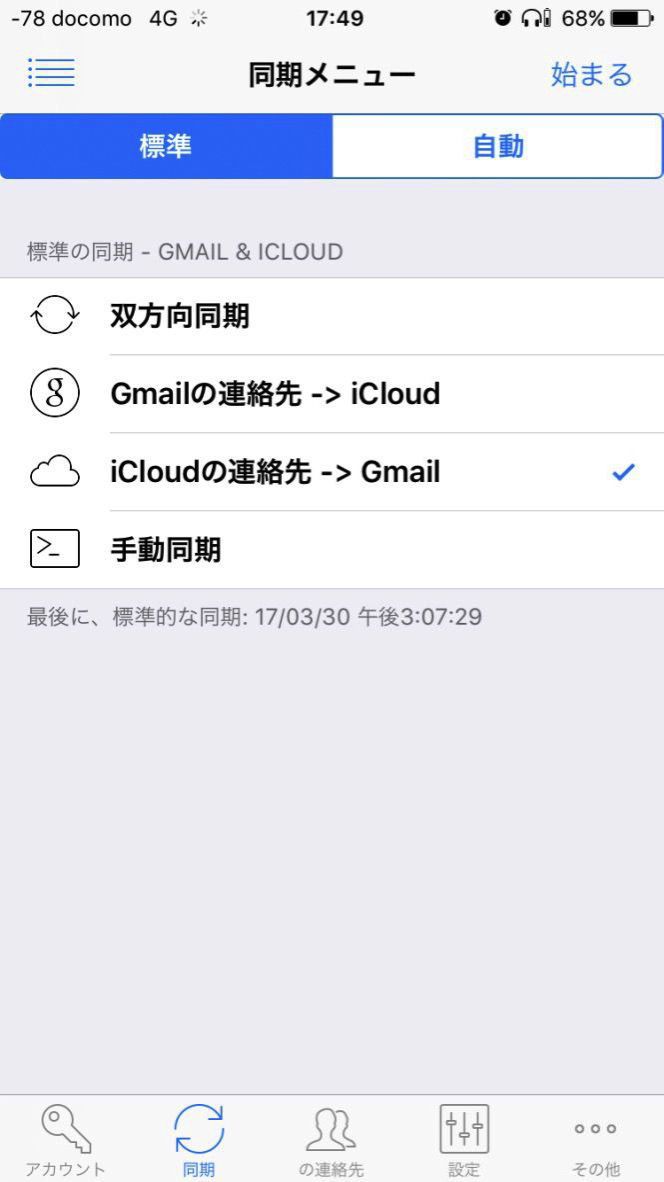 -78 docomo 4G 17:49 68%
同期メニュー 始まる
標準 自動
標準の同期 - GMAIL & ICLOUD
双方向同期
Gmailの連絡先 -> iCloud
iCloudの連絡先 -> Gmail
手動同期
最後に、標準的な同期: 17/03/30 午後3:07:29
アカウント 同期 の連絡先 設定 その他